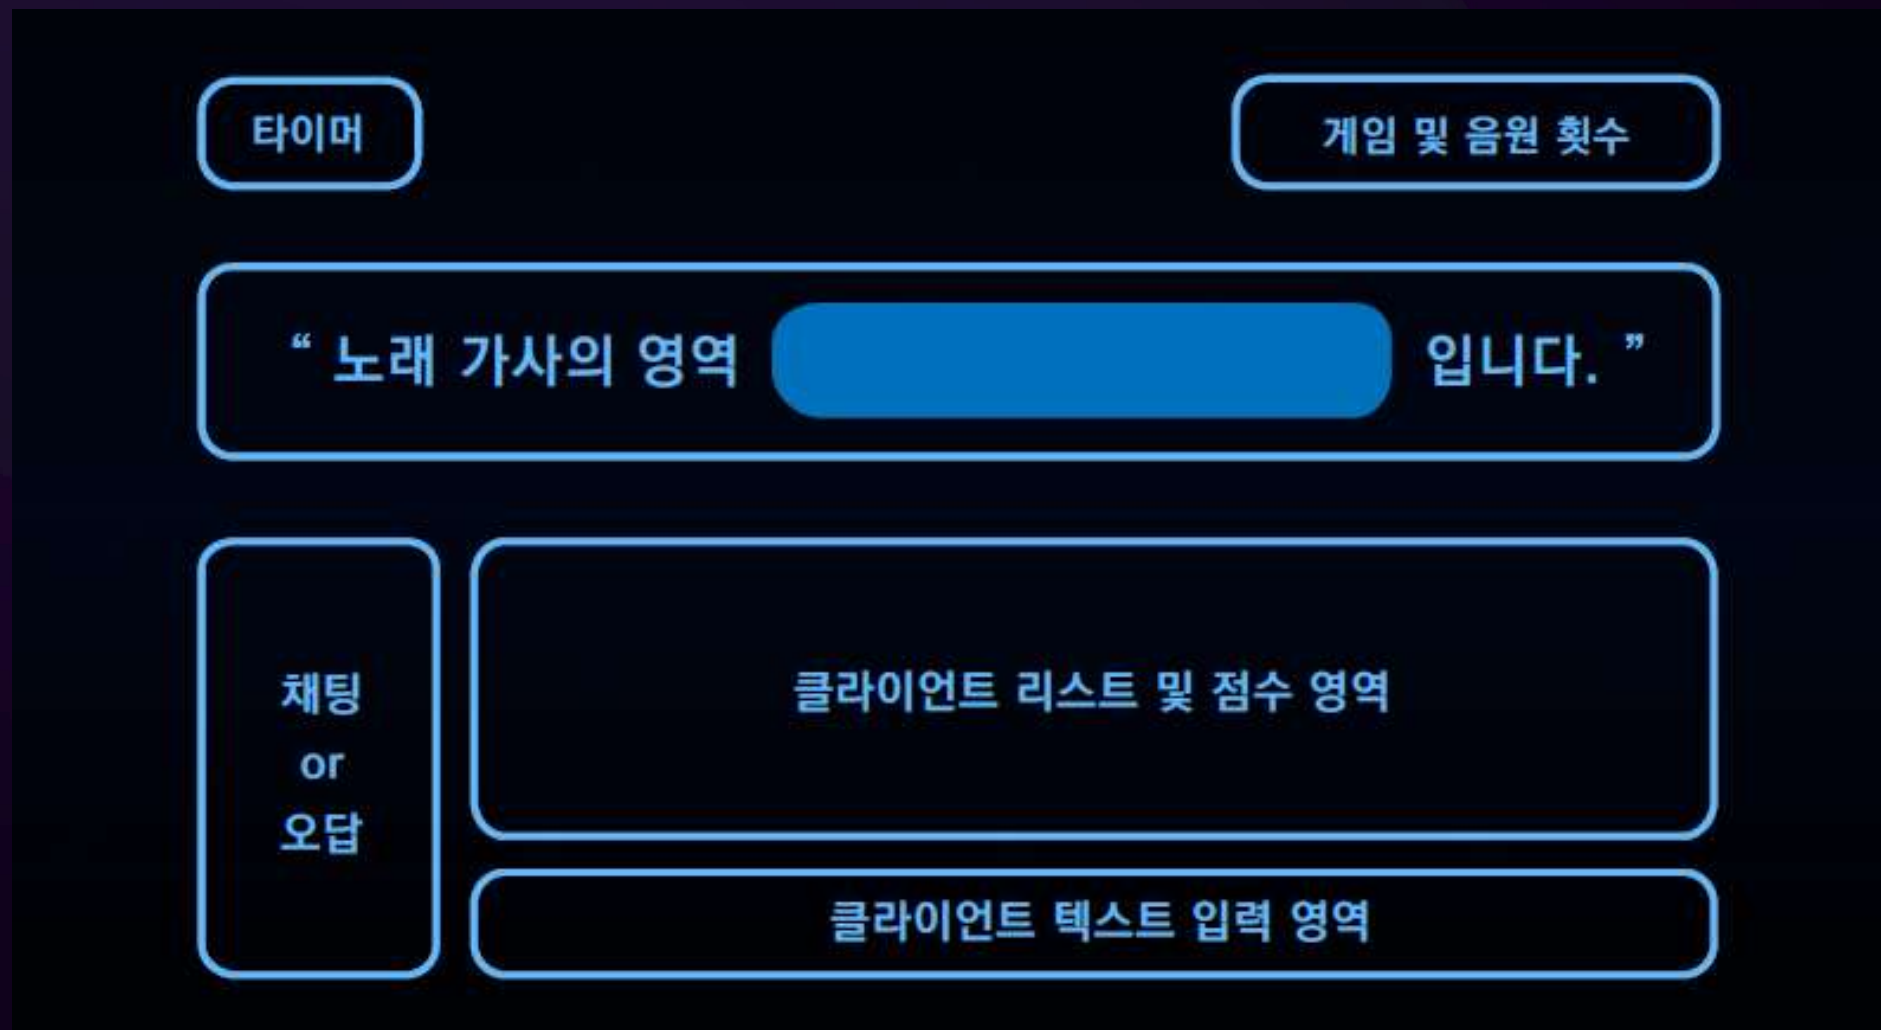 타이머
게임 및 음원 횟수
“ 노래 가사의 영역 입니다. ”
채팅
or
오답
클라이언트 리스트 및 점수 영역
클라이언트 텍스트 입력 영역